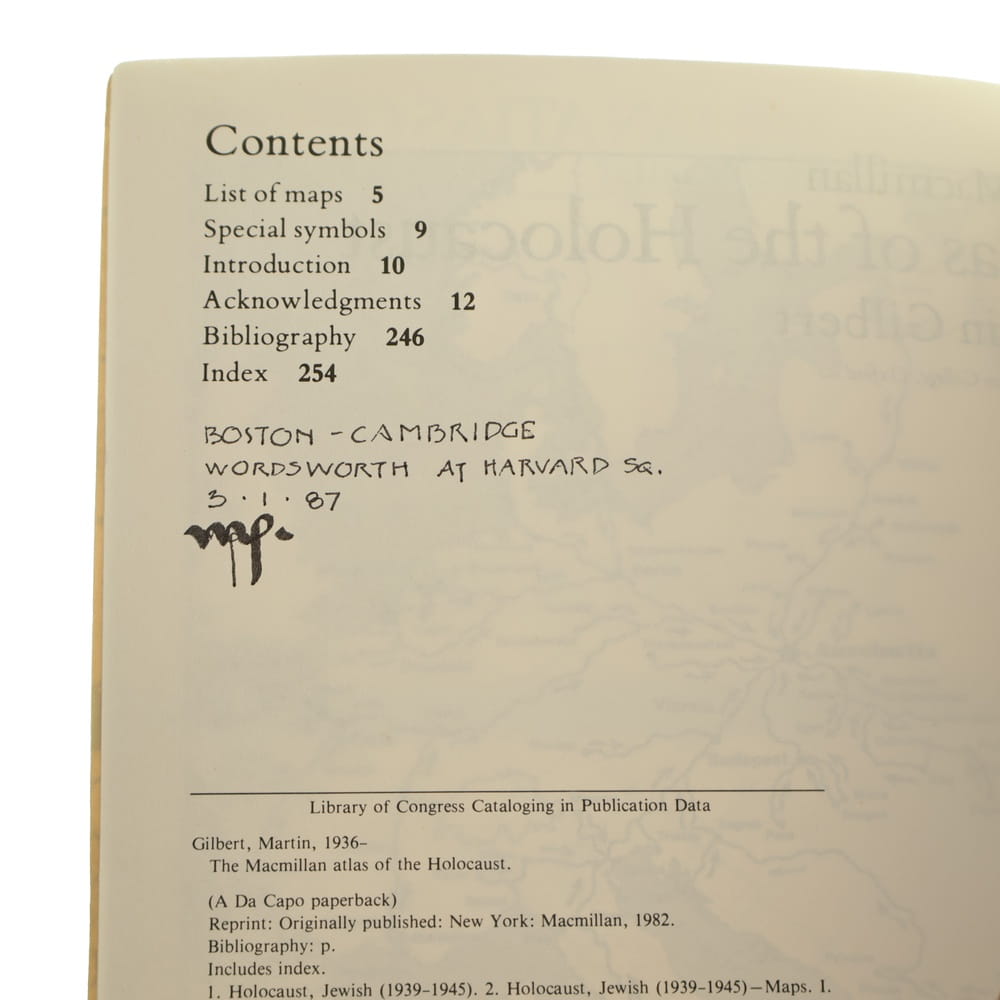 Contents
List of maps 5
Special symbols 9
Introduction 10
Acknowledgments 12
Bibliography 246
Index 254
BOSTON - CAMBRIDGE
WORDSWORTH AT HARVARD SQ.
3 · 1 · 87
Library of Congress Cataloging in Publication Data
Gilbert, Martin, 1936–
The Macmillan atlas of the Holocaust.
(A Da Capo paperback)
Reprint: Originally published: New York: Macmillan, 1982.
Bibliography: p.
Includes index.
1. Holocaust, Jewish (1939-1945). 2. Holocaust, Jewish (1939-1945)—Maps. I.